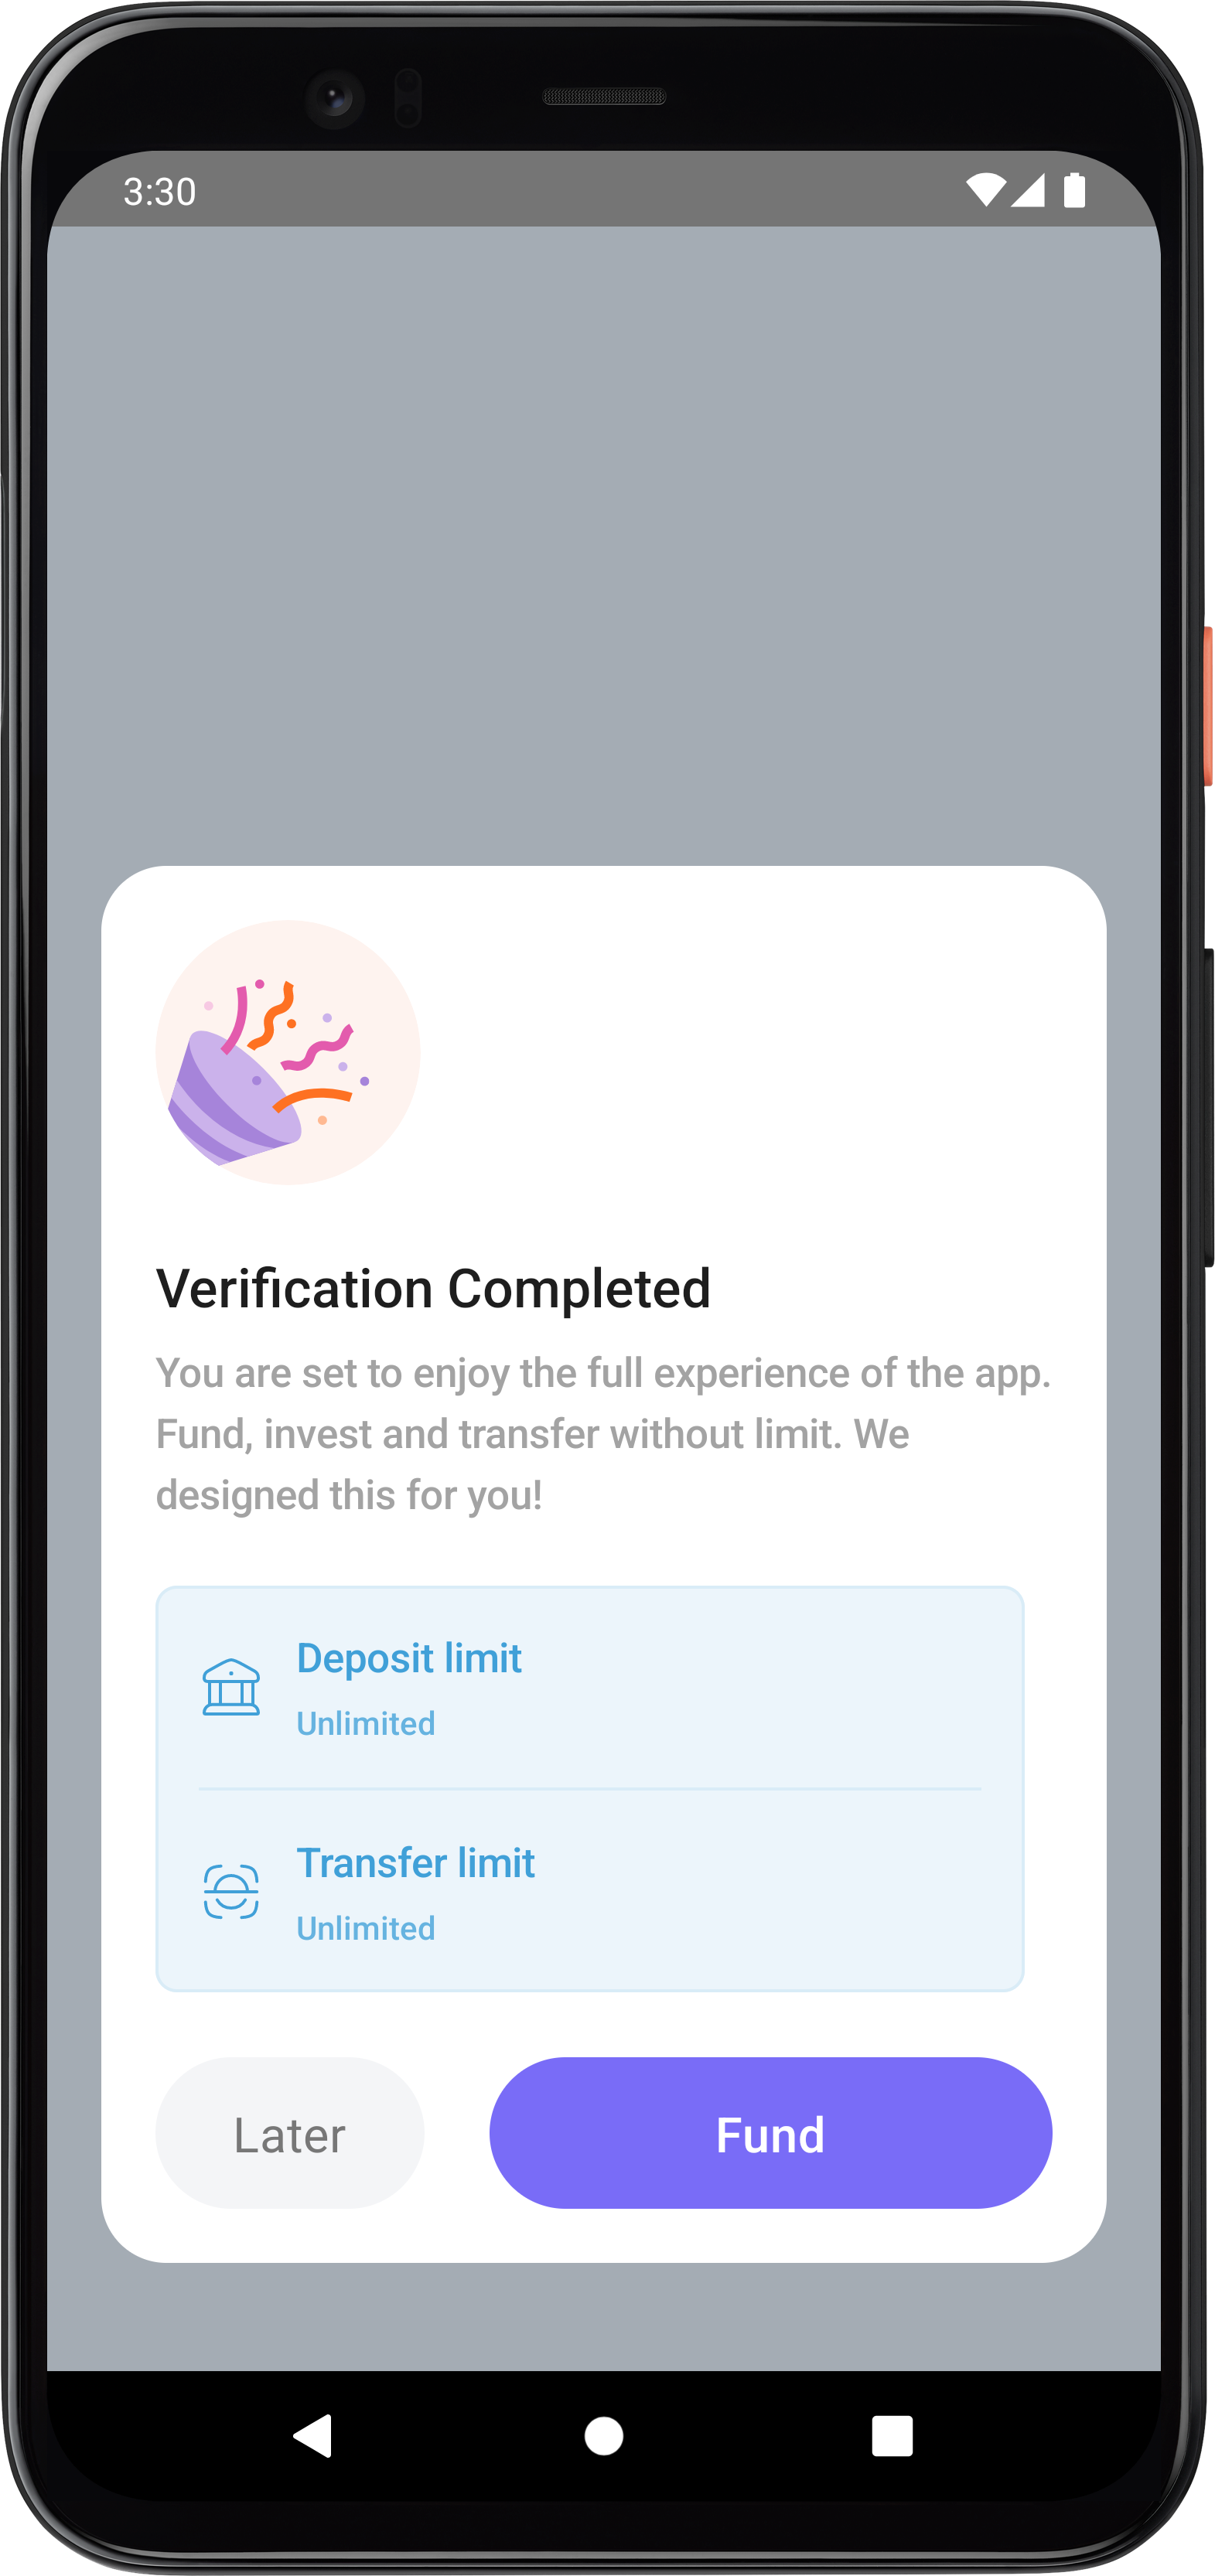 3:30
Verification Completed
You are set to enjoy the full experience of the app.
Fund, invest and transfer without limit. We
designed this for you!
Deposit limit
Unlimited
Transfer limit
Unlimited
Later
Fund